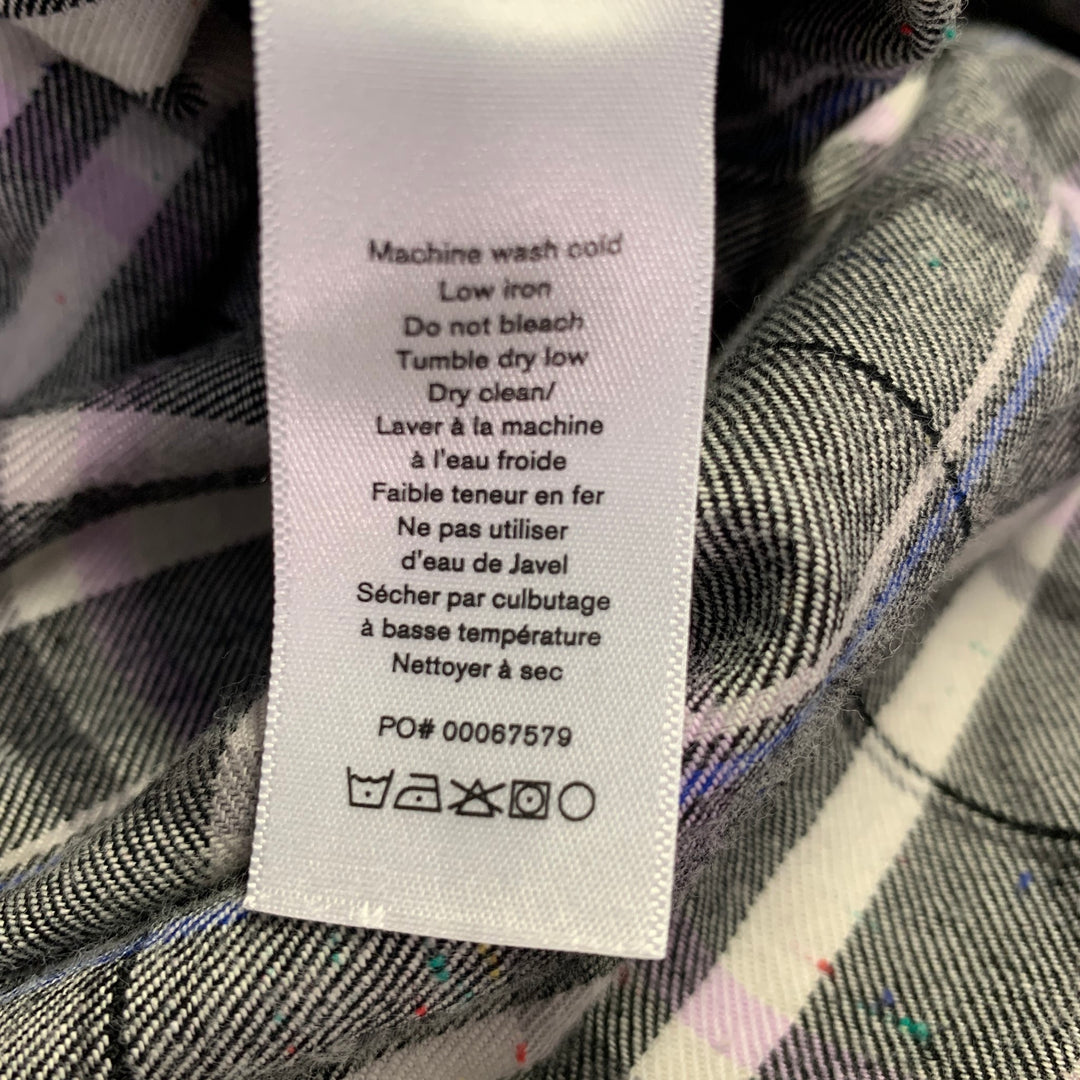 Machine wash cold
Low iron
Do not bleach
Tumble dry low
Dry clean/
Laver à la machine
à l'eau froide
Faible teneur en fer
Ne pas utiliser
d'eau de Javel
Sécher par culbutage
à basse température
Nettoyer à sec
PO# 00067579